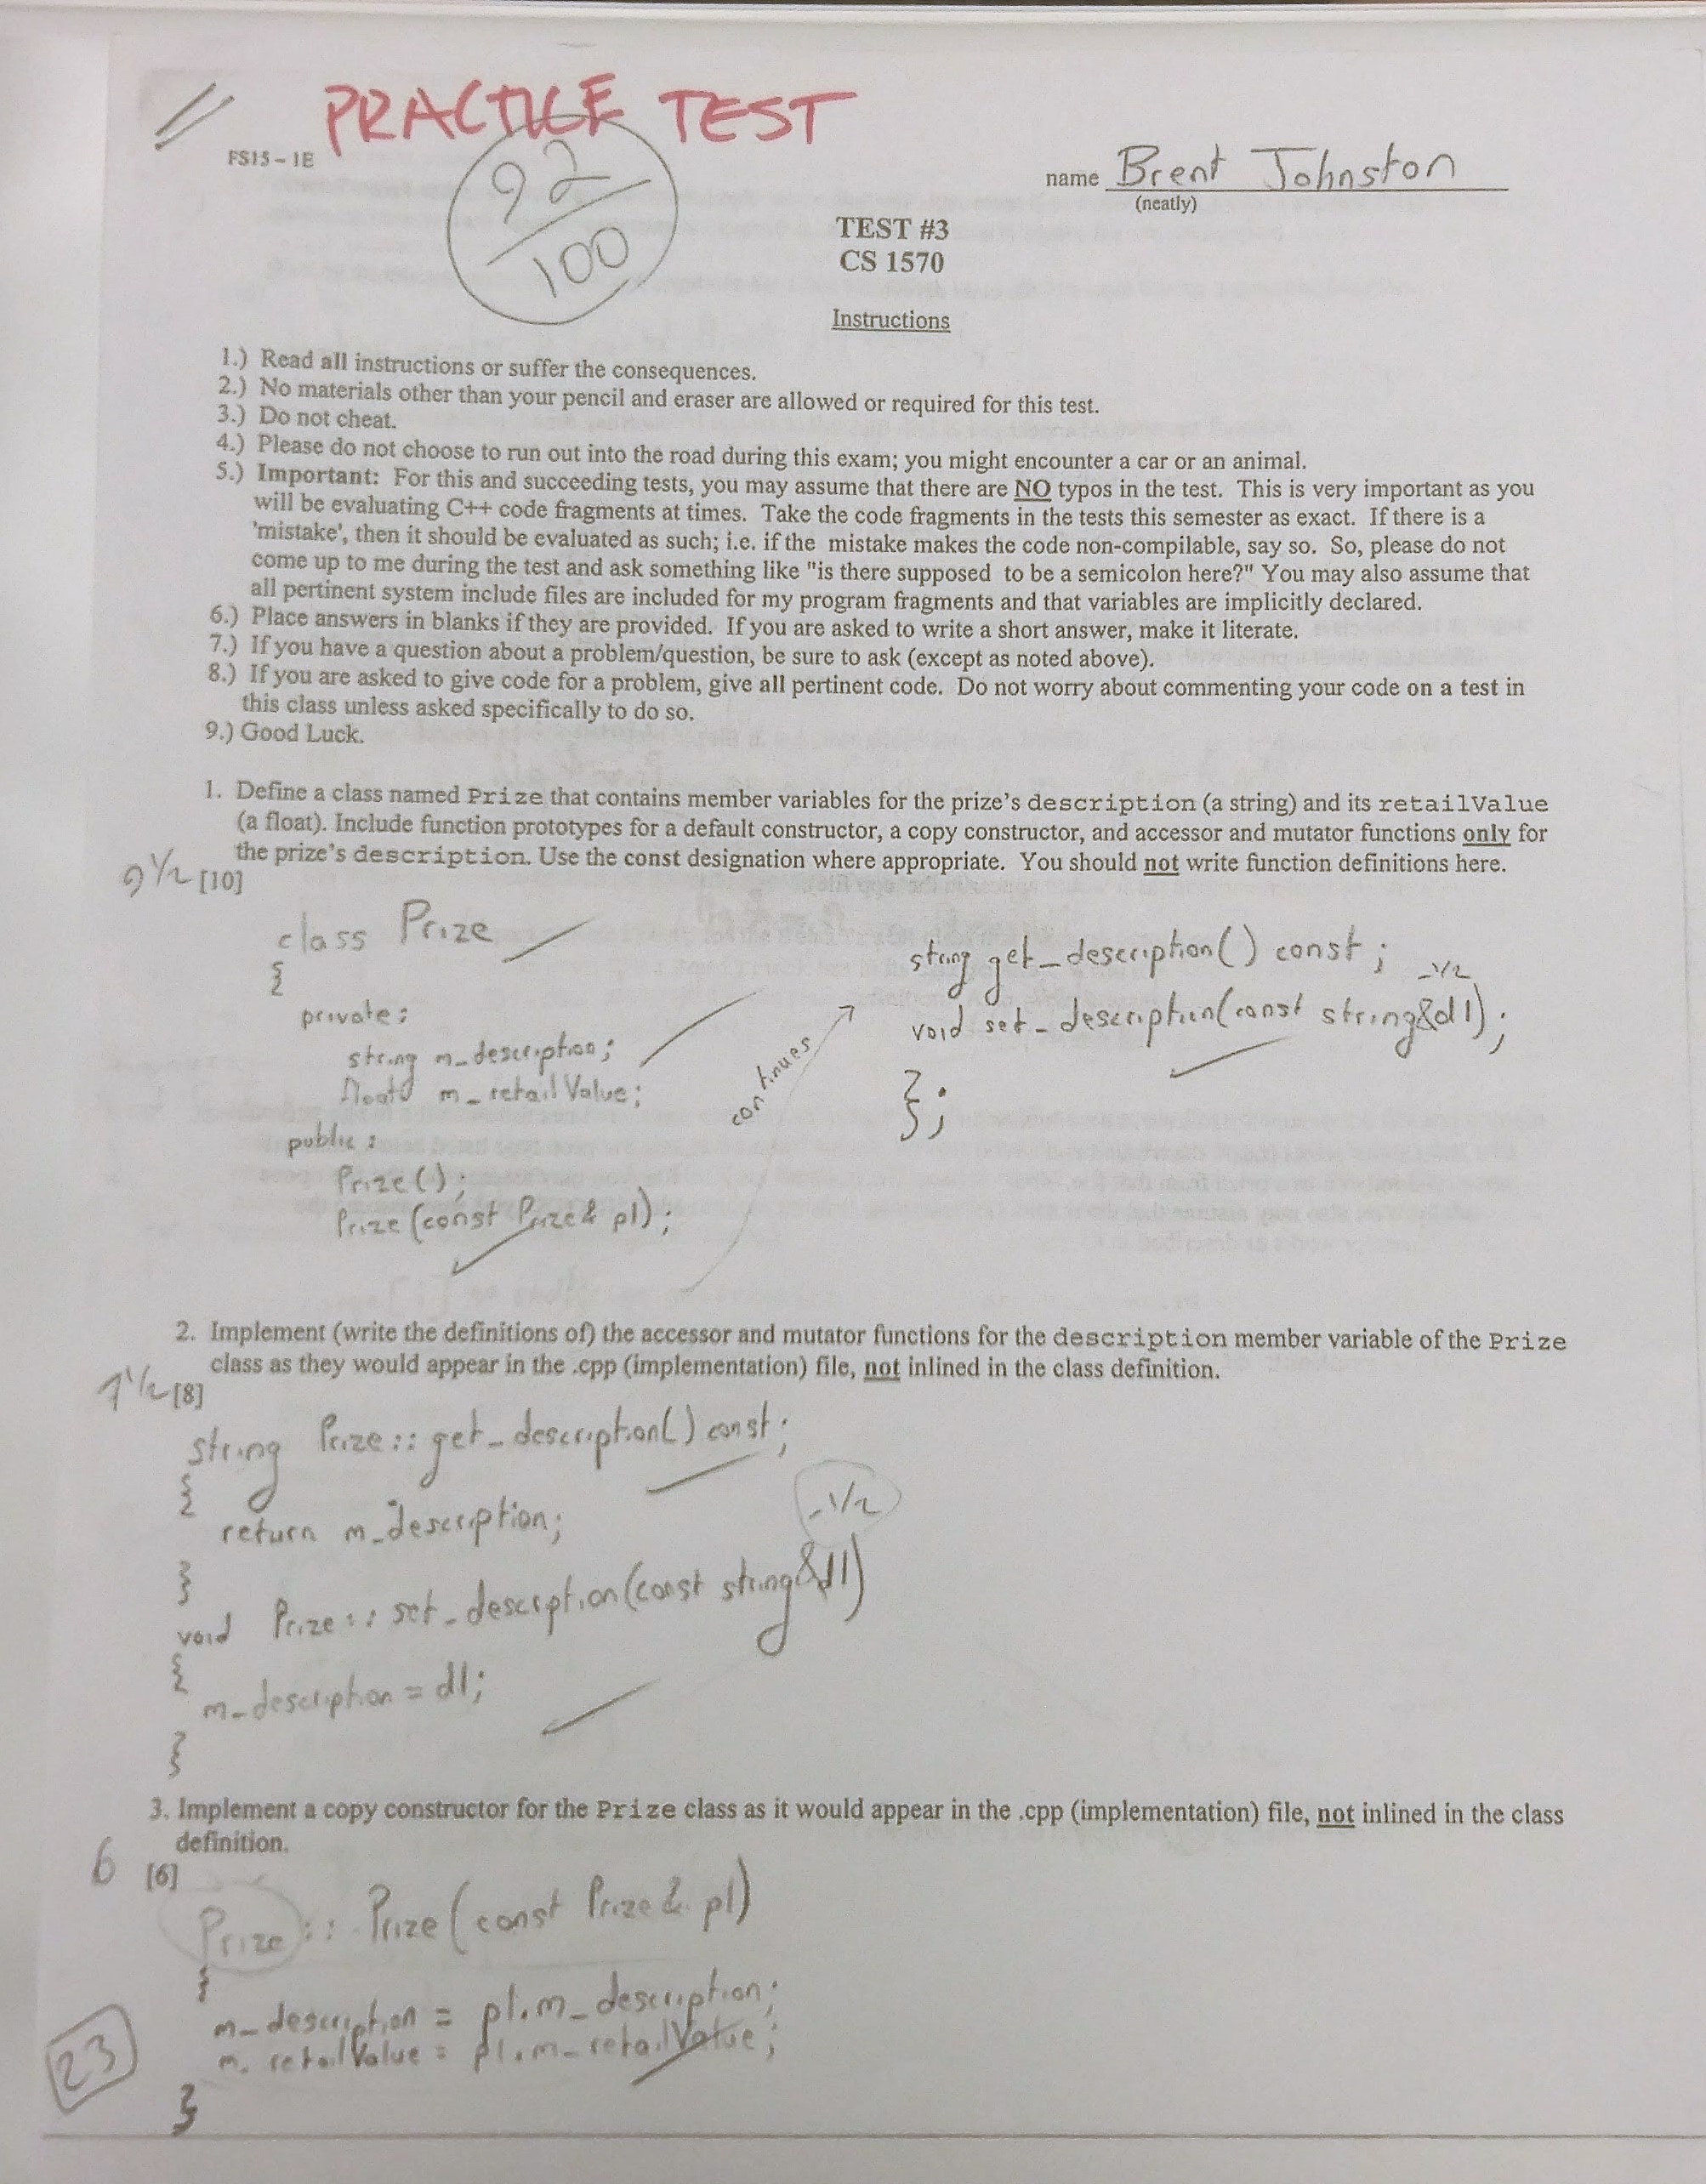 PRACTICE TEST
FS15-1E
92/100
name Brent Johnston
(neatly)
TEST #3
CS 1570
Instructions
1.) Read all instructions or suffer the consequences.
2.) No materials other than your pencil and eraser are allowed or required for this test.
3.) Do not cheat.
4.) Please do not choose to run out into the road during this exam; you might encounter a car or an animal.
5.) Important: For this and succeeding tests, you may assume that there are NO typos in the test. This is very important as you
will be evaluating C++ code fragments at times. Take the code fragments in the tests this semester as exact. If there is a
'mistake', then it should be evaluated as such; i.e. if the mistake makes the code non-compilable, say so. So, please do not
come up to me during the test and ask something like "is there supposed to be a semicolon here?" You may also assume that
all pertinent system include files are included for my program fragments and that variables are implicitly declared.
6.) Place answers in blanks if they are provided. If you are asked to write a short answer, make it literate.
7.) If you have a question about a problem/question, be sure to ask (except as noted above).
8.) If you are asked to give code for a problem, give all pertinent code. Do not worry about commenting your code on a test in
this class unless asked specifically to do so.
9.) Good Luck.
1. Define a class named Prize that contains member variables for the prize's description (a string) and its retailValue
(a float). Include function prototypes for a default constructor, a copy constructor, and accessor and mutator functions only for
the prize's description. Use the const designation where appropriate. You should not write function definitions here.
9 1/2 [10]
class Prize
{
private:
string m_description;
float m_retailValue;
public:
Prize();
Prize(const Prize& p1);
continues
string get_description() const;
-1/2
void set_description(const string&d1);
};
2. Implement (write the definitions of) the accessor and mutator functions for the description member variable of the Prize
class as they would appear in the .cpp (implementation) file, not inlined in the class definition.
7 1/2 [8]
string Prize::get_description() const;
{
return m_description;
}
-1/2
void Prize::set_description(const string&d1)
{
m_description = d1;
}
3. Implement a copy constructor for the Prize class as it would appear in the .cpp (implementation) file, not inlined in the class
definition.
6 [6]
Prize::Prize(const Prize& p1)
{
m_description = p1.m_description;
m_retailValue = p1.m_retailValue;
}
23